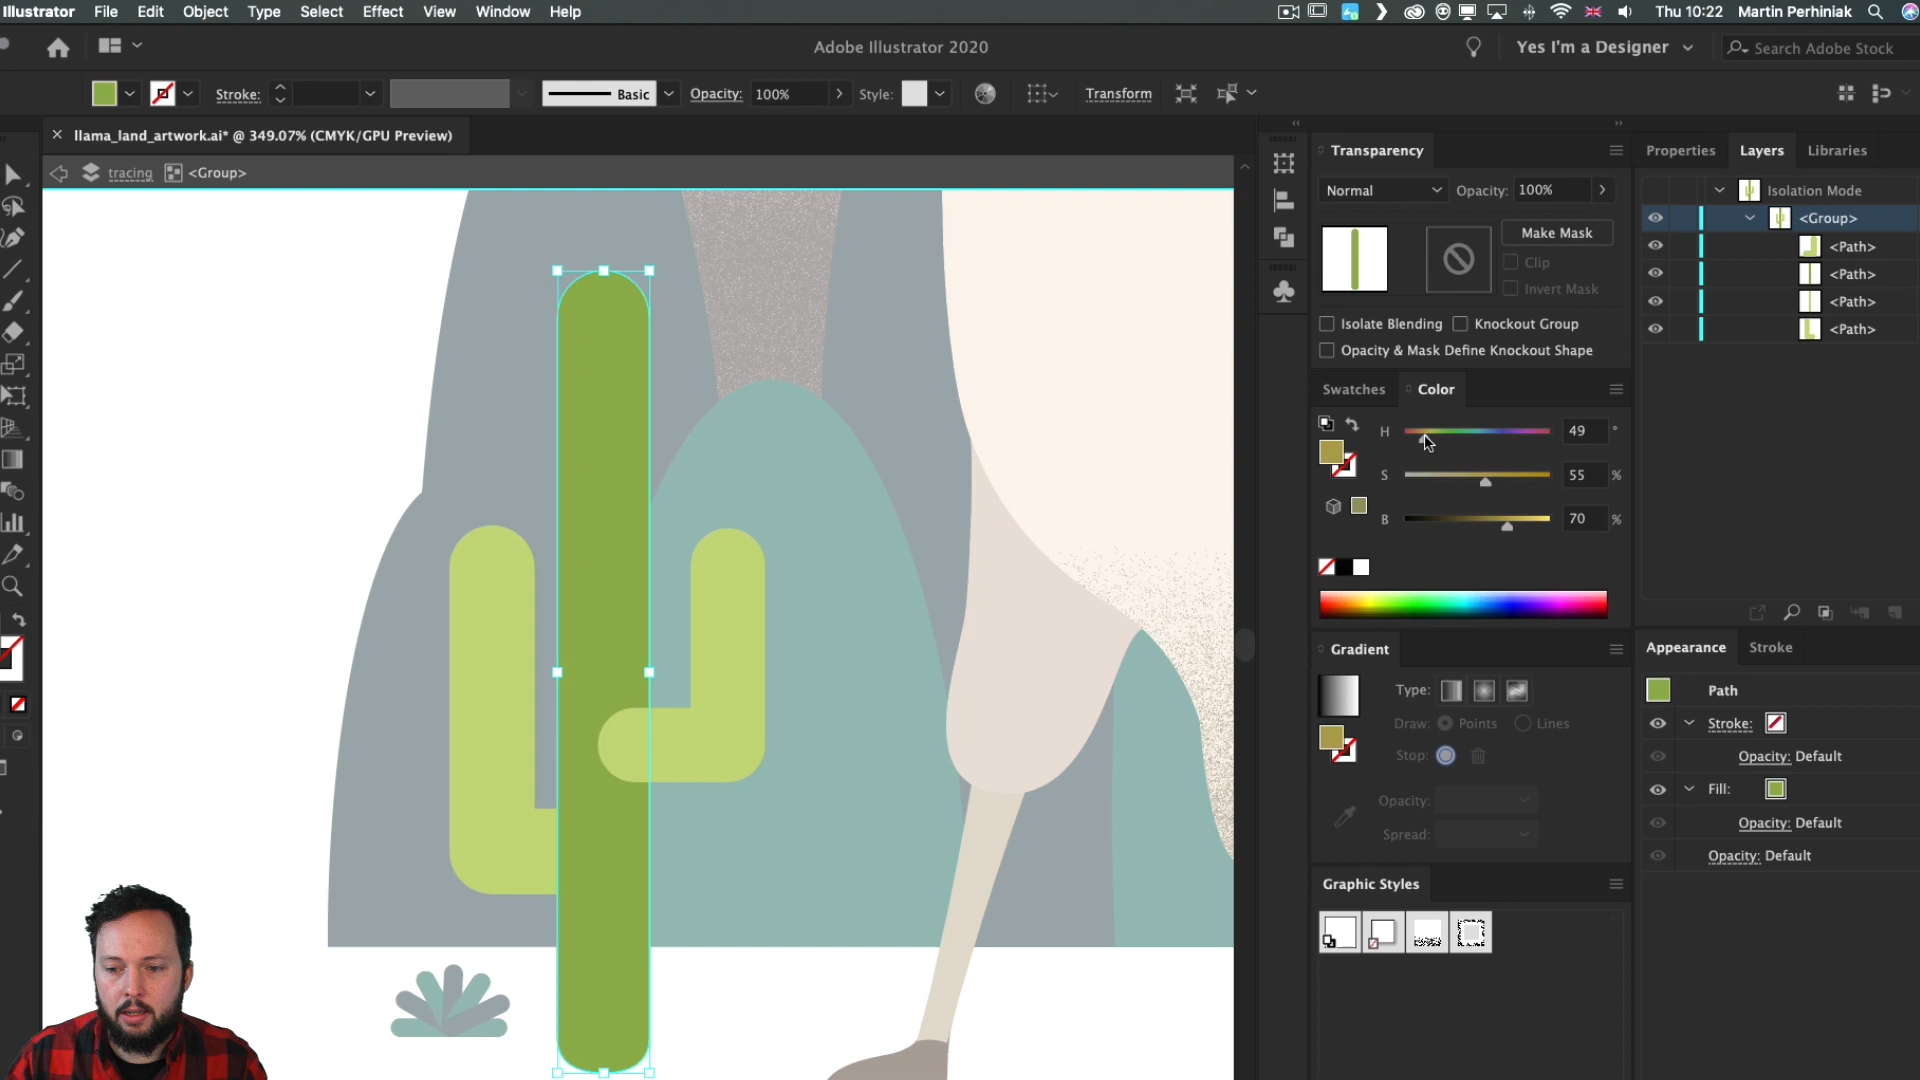 Illustrator File Edit Object Type Select Effect View Window Help
Thu 10:22 Martin Perhiniak
Adobe Illustrator 2020
Yes I'm a Designer
Search Adobe Stock
Stroke:
Basic
Opacity: 100%
Style:
Transform
llama_land_artwork.ai* @ 349.07% (CMYK/GPU Preview)
tracing <Group>
Transparency
Normal Opacity: 100%
Make Mask
Clip
Invert Mask
Isolate Blending Knockout Group
Opacity & Mask Define Knockout Shape
Swatches Color
H 49 °
S 55 %
B 70 %
Gradient
Type:
Draw: Points Lines
Stop:
Opacity:
Spread:
Graphic Styles
Properties Layers Libraries
Isolation Mode
<Group>
<Path>
<Path>
<Path>
<Path>
Appearance Stroke
Path
Stroke:
Opacity: Default
Fill:
Opacity: Default
Opacity: Default